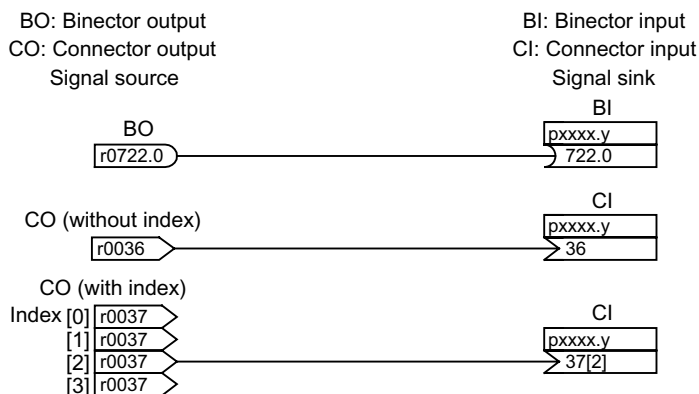 BO: Binector output
CO: Connector output
Signal source
BI: Binector input
CI: Connector input
Signal sink
BO
r0722.0
BI
pxxxx.y
722.0
CO (without index)
r0036
CI
pxxxx.y
36
CO (with index)
Index [0] r0037
[1] r0037
[2] r0037
[3] r0037
CI
pxxxx.y
37[2]